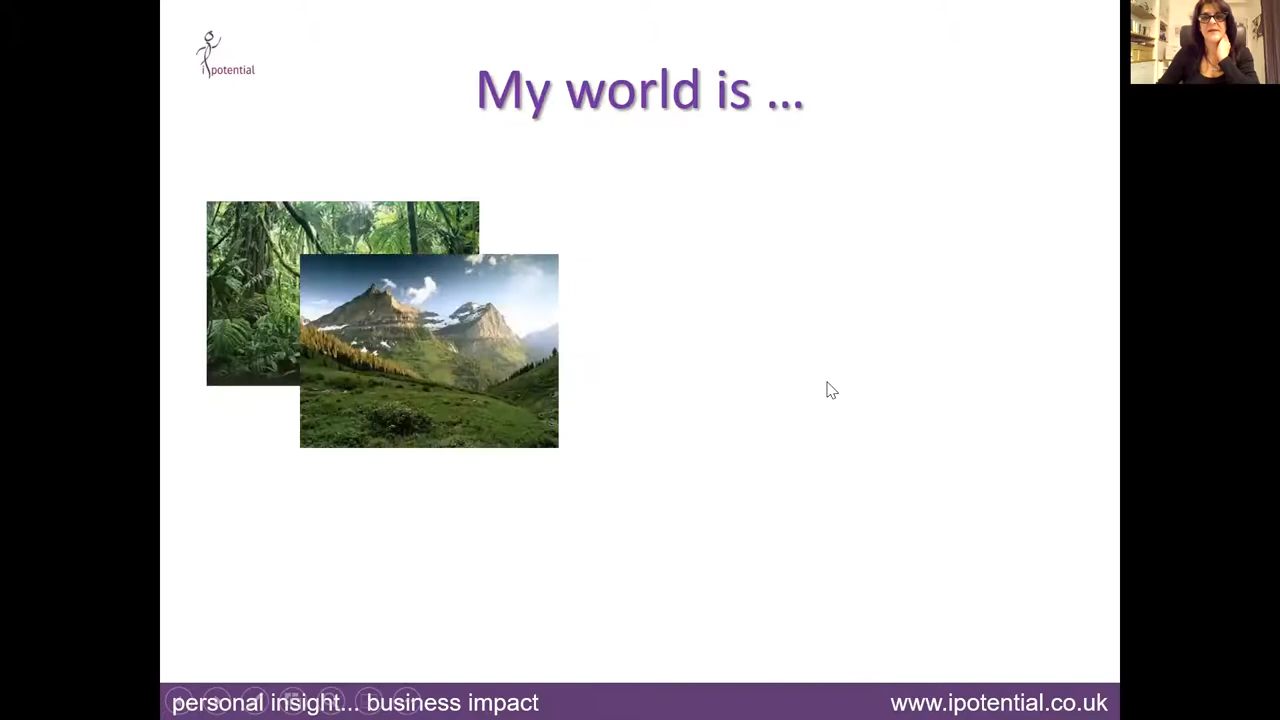 i potential
My world is ...
personal insight... business impact
www.ipotential.co.uk